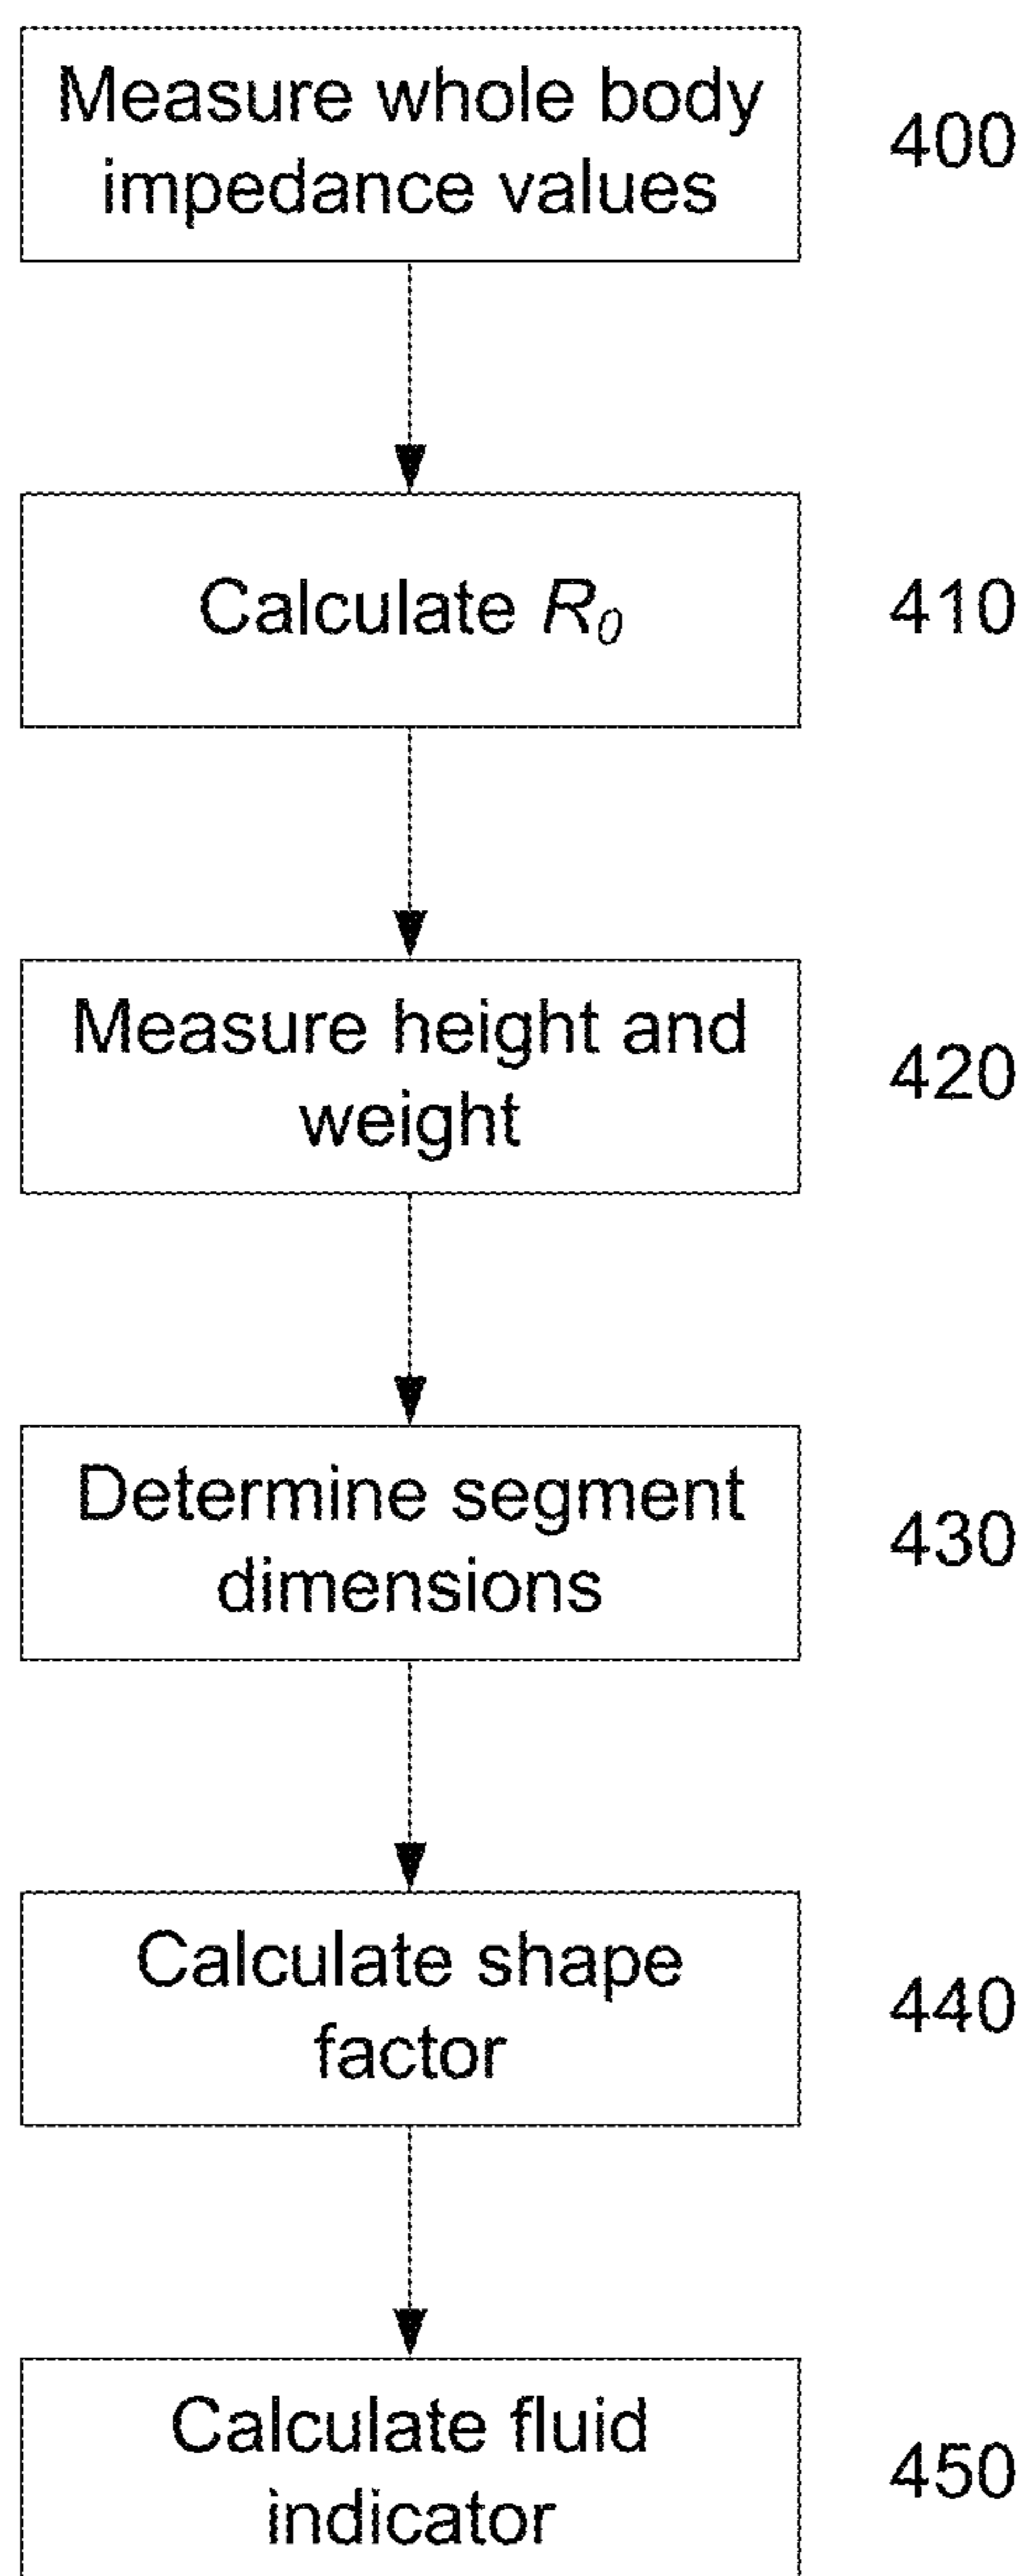 Measure whole body
impedance values
400
Calculate R₀
410
Measure height and
weight
420
Determine segment
dimensions
430
Calculate shape
factor
440
Calculate fluid
indicator
450